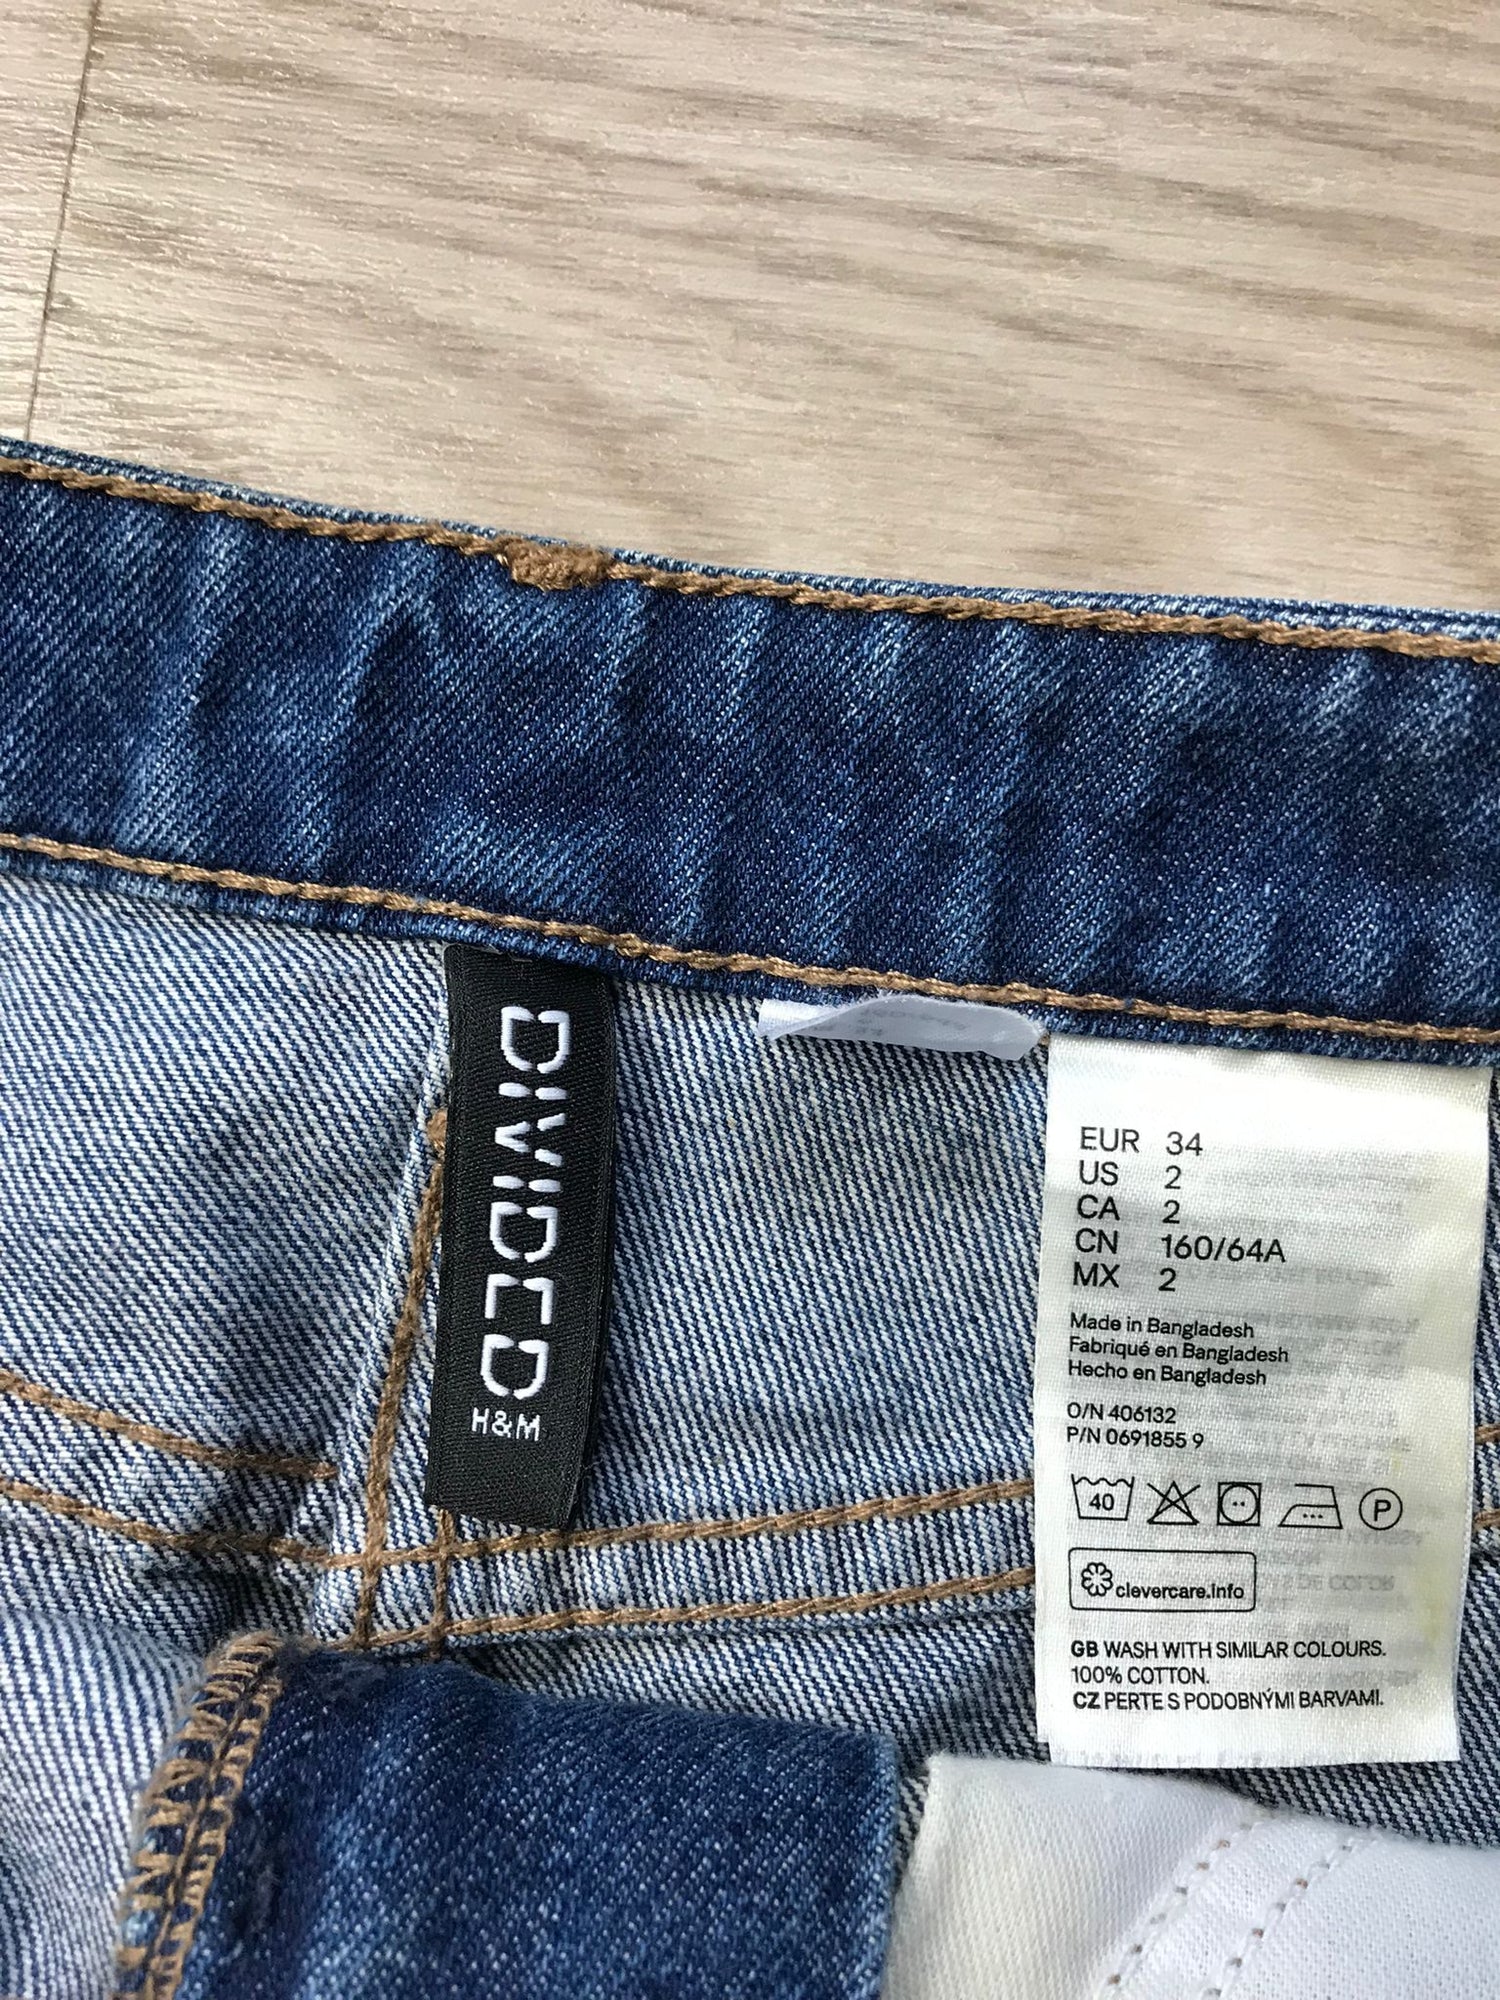 DIVIDED
H&M
EUR 34
US 2
CA 2
CN 160/64A
MX 2
Made in Bangladesh
Fabriqué en Bangladesh
Hecho en Bangladesh
O/N 406132
P/N 0691855 9
40
P
clevercare.info
GB WASH WITH SIMILAR COLOURS.
100% COTTON.
CZ PERTE S PODOBNÝMI BARVAMI.